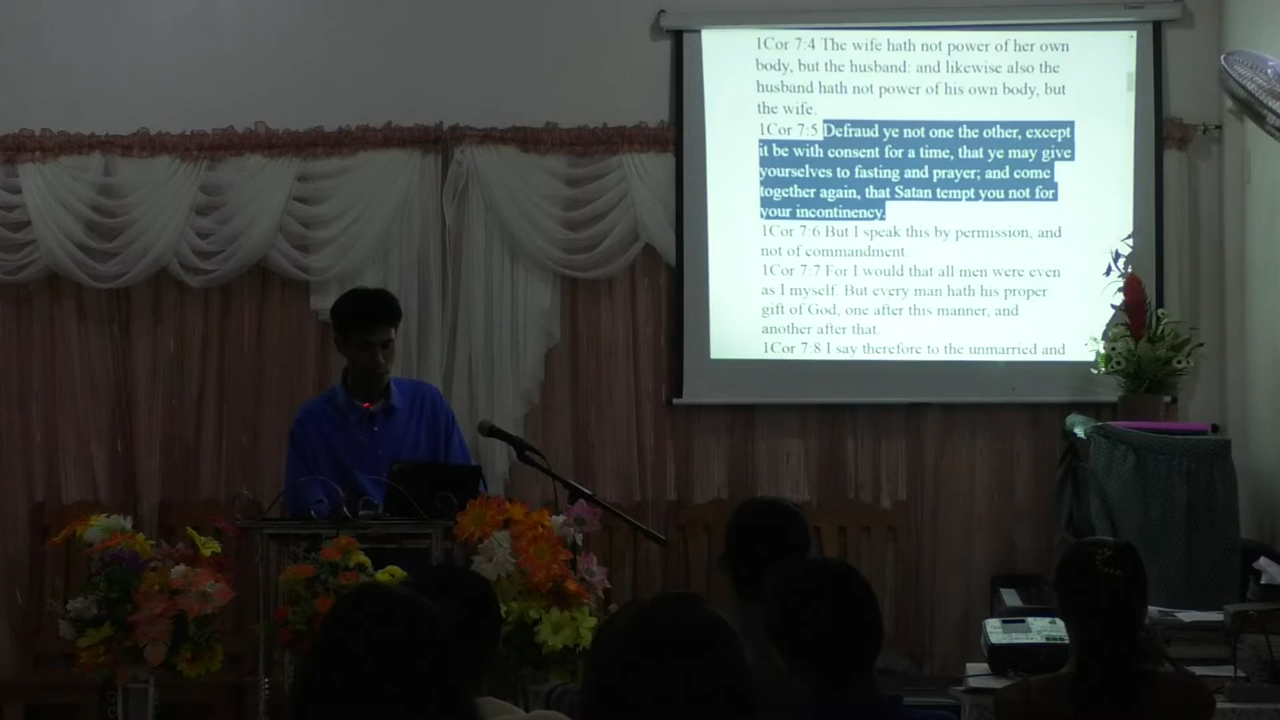 1Cor 7:4 The wife hath not power of her own
body, but the husband: and likewise also the
husband hath not power of his own body, but
the wife.
1Cor 7:5 Defraud ye not one the other, except
it be with consent for a time, that ye may give
yourselves to fasting and prayer; and come
together again, that Satan tempt you not for
your incontinency.
1Cor 7:6 But I speak this by permission, and
not of commandment.
1Cor 7:7 For I would that all men were even
as I myself. But every man hath his proper
gift of God, one after this manner, and
another after that.
1Cor 7:8 I say therefore to the unmarried and